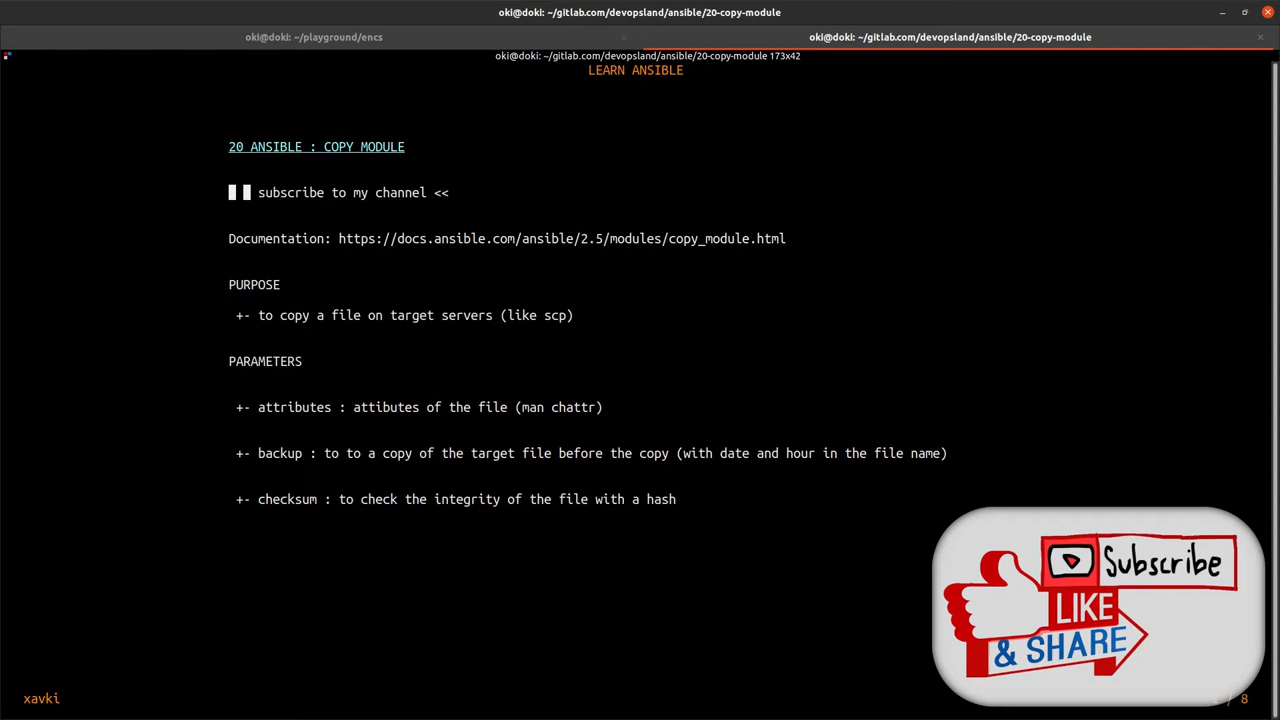 oki@doki: ~/gitlab.com/devopsland/ansible/20-copy-module
oki@doki: ~/playground/encs
oki@doki: ~/gitlab.com/devopsland/ansible/20-copy-module
oki@doki: ~/gitlab.com/devopsland/ansible/20-copy-module 173x42
LEARN ANSIBLE
20 ANSIBLE : COPY MODULE
subscribe to my channel <<
Documentation: https://docs.ansible.com/ansible/2.5/modules/copy_module.html
PURPOSE
+- to copy a file on target servers (like scp)
PARAMETERS
+- attributes : attibutes of the file (man chattr)
+- backup : to to a copy of the target file before the copy (with date and hour in the file name)
+- checksum : to check the integrity of the file with a hash
Subscribe
LIKE
& SHARE
xavki
/ 8